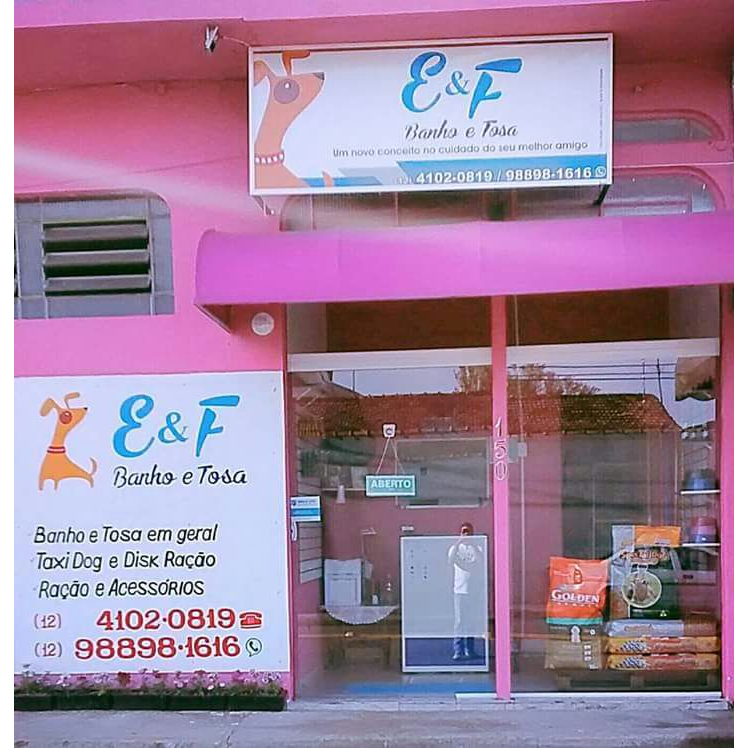 E&F
Banho e Tosa
Um novo conceito no cuidado do seu melhor amigo
4102-0819 / 98898-1616
E&F
Banho e Tosa
Banho e Tosa em geral
Taxi Dog e Disk Ração
Ração e Acessórios
(12) 4102-0819
(12) 98898-1616
ABERTO
150
GOLDEN